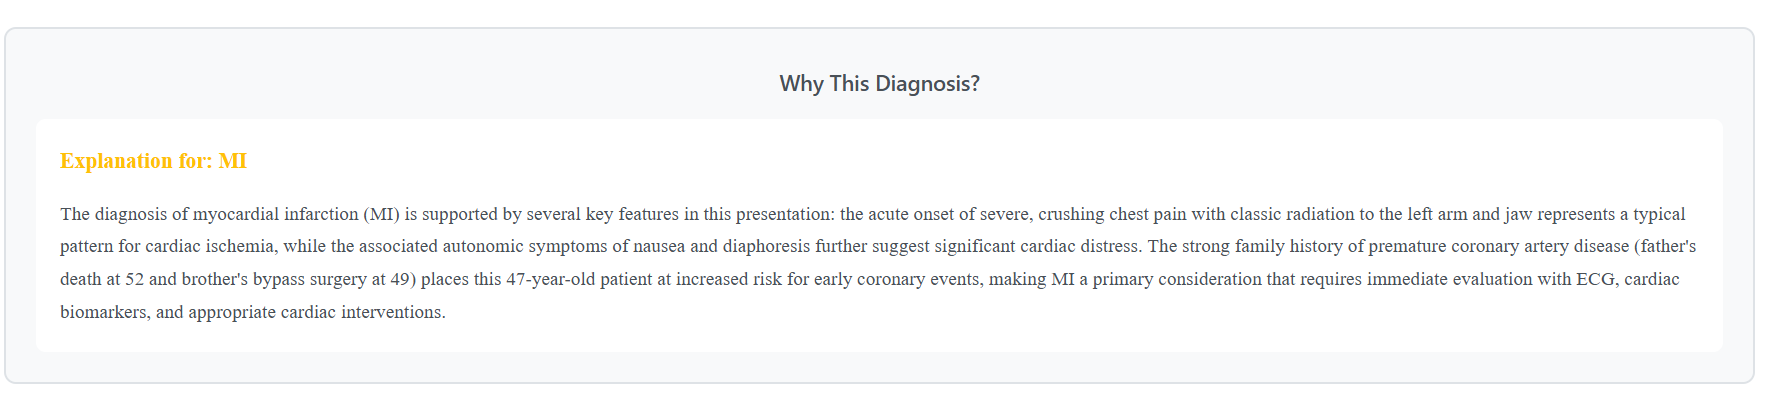 Why This Diagnosis?
Explanation for: MI
The diagnosis of myocardial infarction (MI) is supported by several key features in this presentation: the acute onset of severe, crushing chest pain with classic radiation to the left arm and jaw represents a typical
pattern for cardiac ischemia, while the associated autonomic symptoms of nausea and diaphoresis further suggest significant cardiac distress. The strong family history of premature coronary artery disease (father's
death at 52 and brother's bypass surgery at 49) places this 47-year-old patient at increased risk for early coronary events, making MI a primary consideration that requires immediate evaluation with ECG, cardiac
biomarkers, and appropriate cardiac interventions.